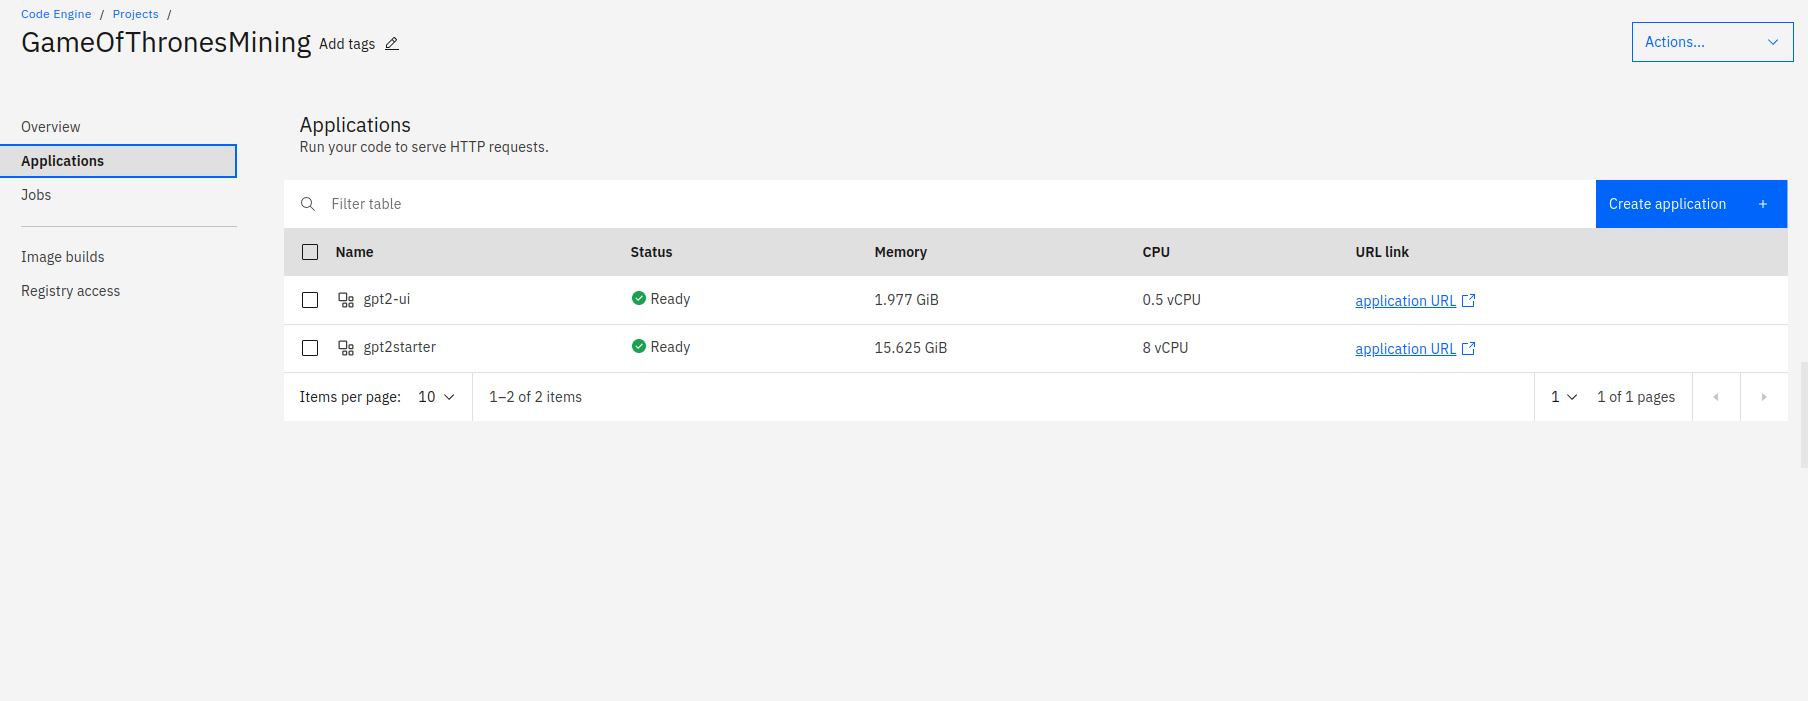 Code Engine / Projects /
GameOfThronesMining Add tags
Actions...
Overview
Applications
Jobs
Image builds
Registry access
Applications
Run your code to serve HTTP requests.
Filter table
Create application +
Name Status Memory CPU URL link
gpt2-ui Ready 1.977 GiB 0.5 vCPU application URL
gpt2starter Ready 15.625 GiB 8 vCPU application URL
Items per page: 10 1–2 of 2 items 1 1 of 1 pages